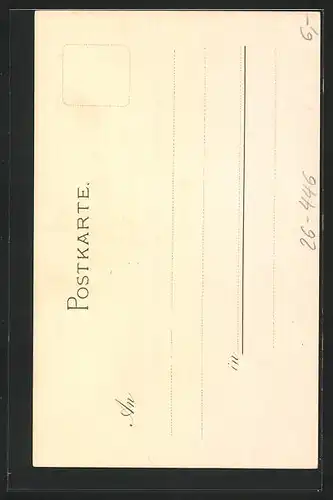 POSTKARTE.
An
in
26-446
6,-